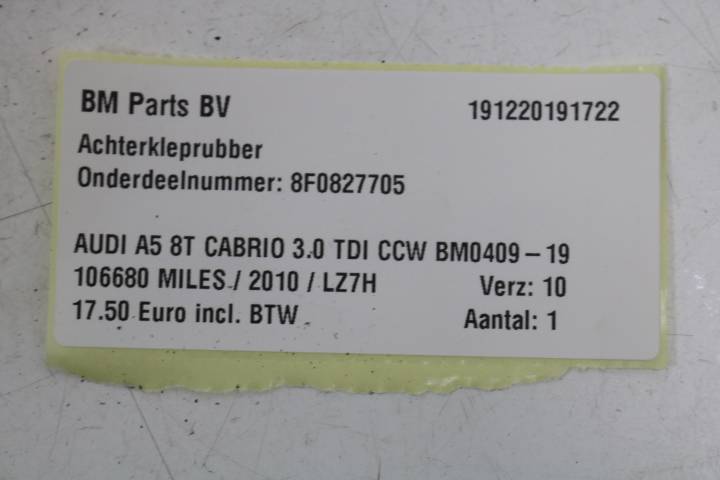 BM Parts BV 191220191722
Achterkleprubber
Onderdeelnummer: 8F0827705
AUDI A5 8T CABRIO 3.0 TDI CCW BM0409-19
106680 MILES / 2010 / LZ7H Verz: 10
17.50 Euro incl. BTW Aantal: 1